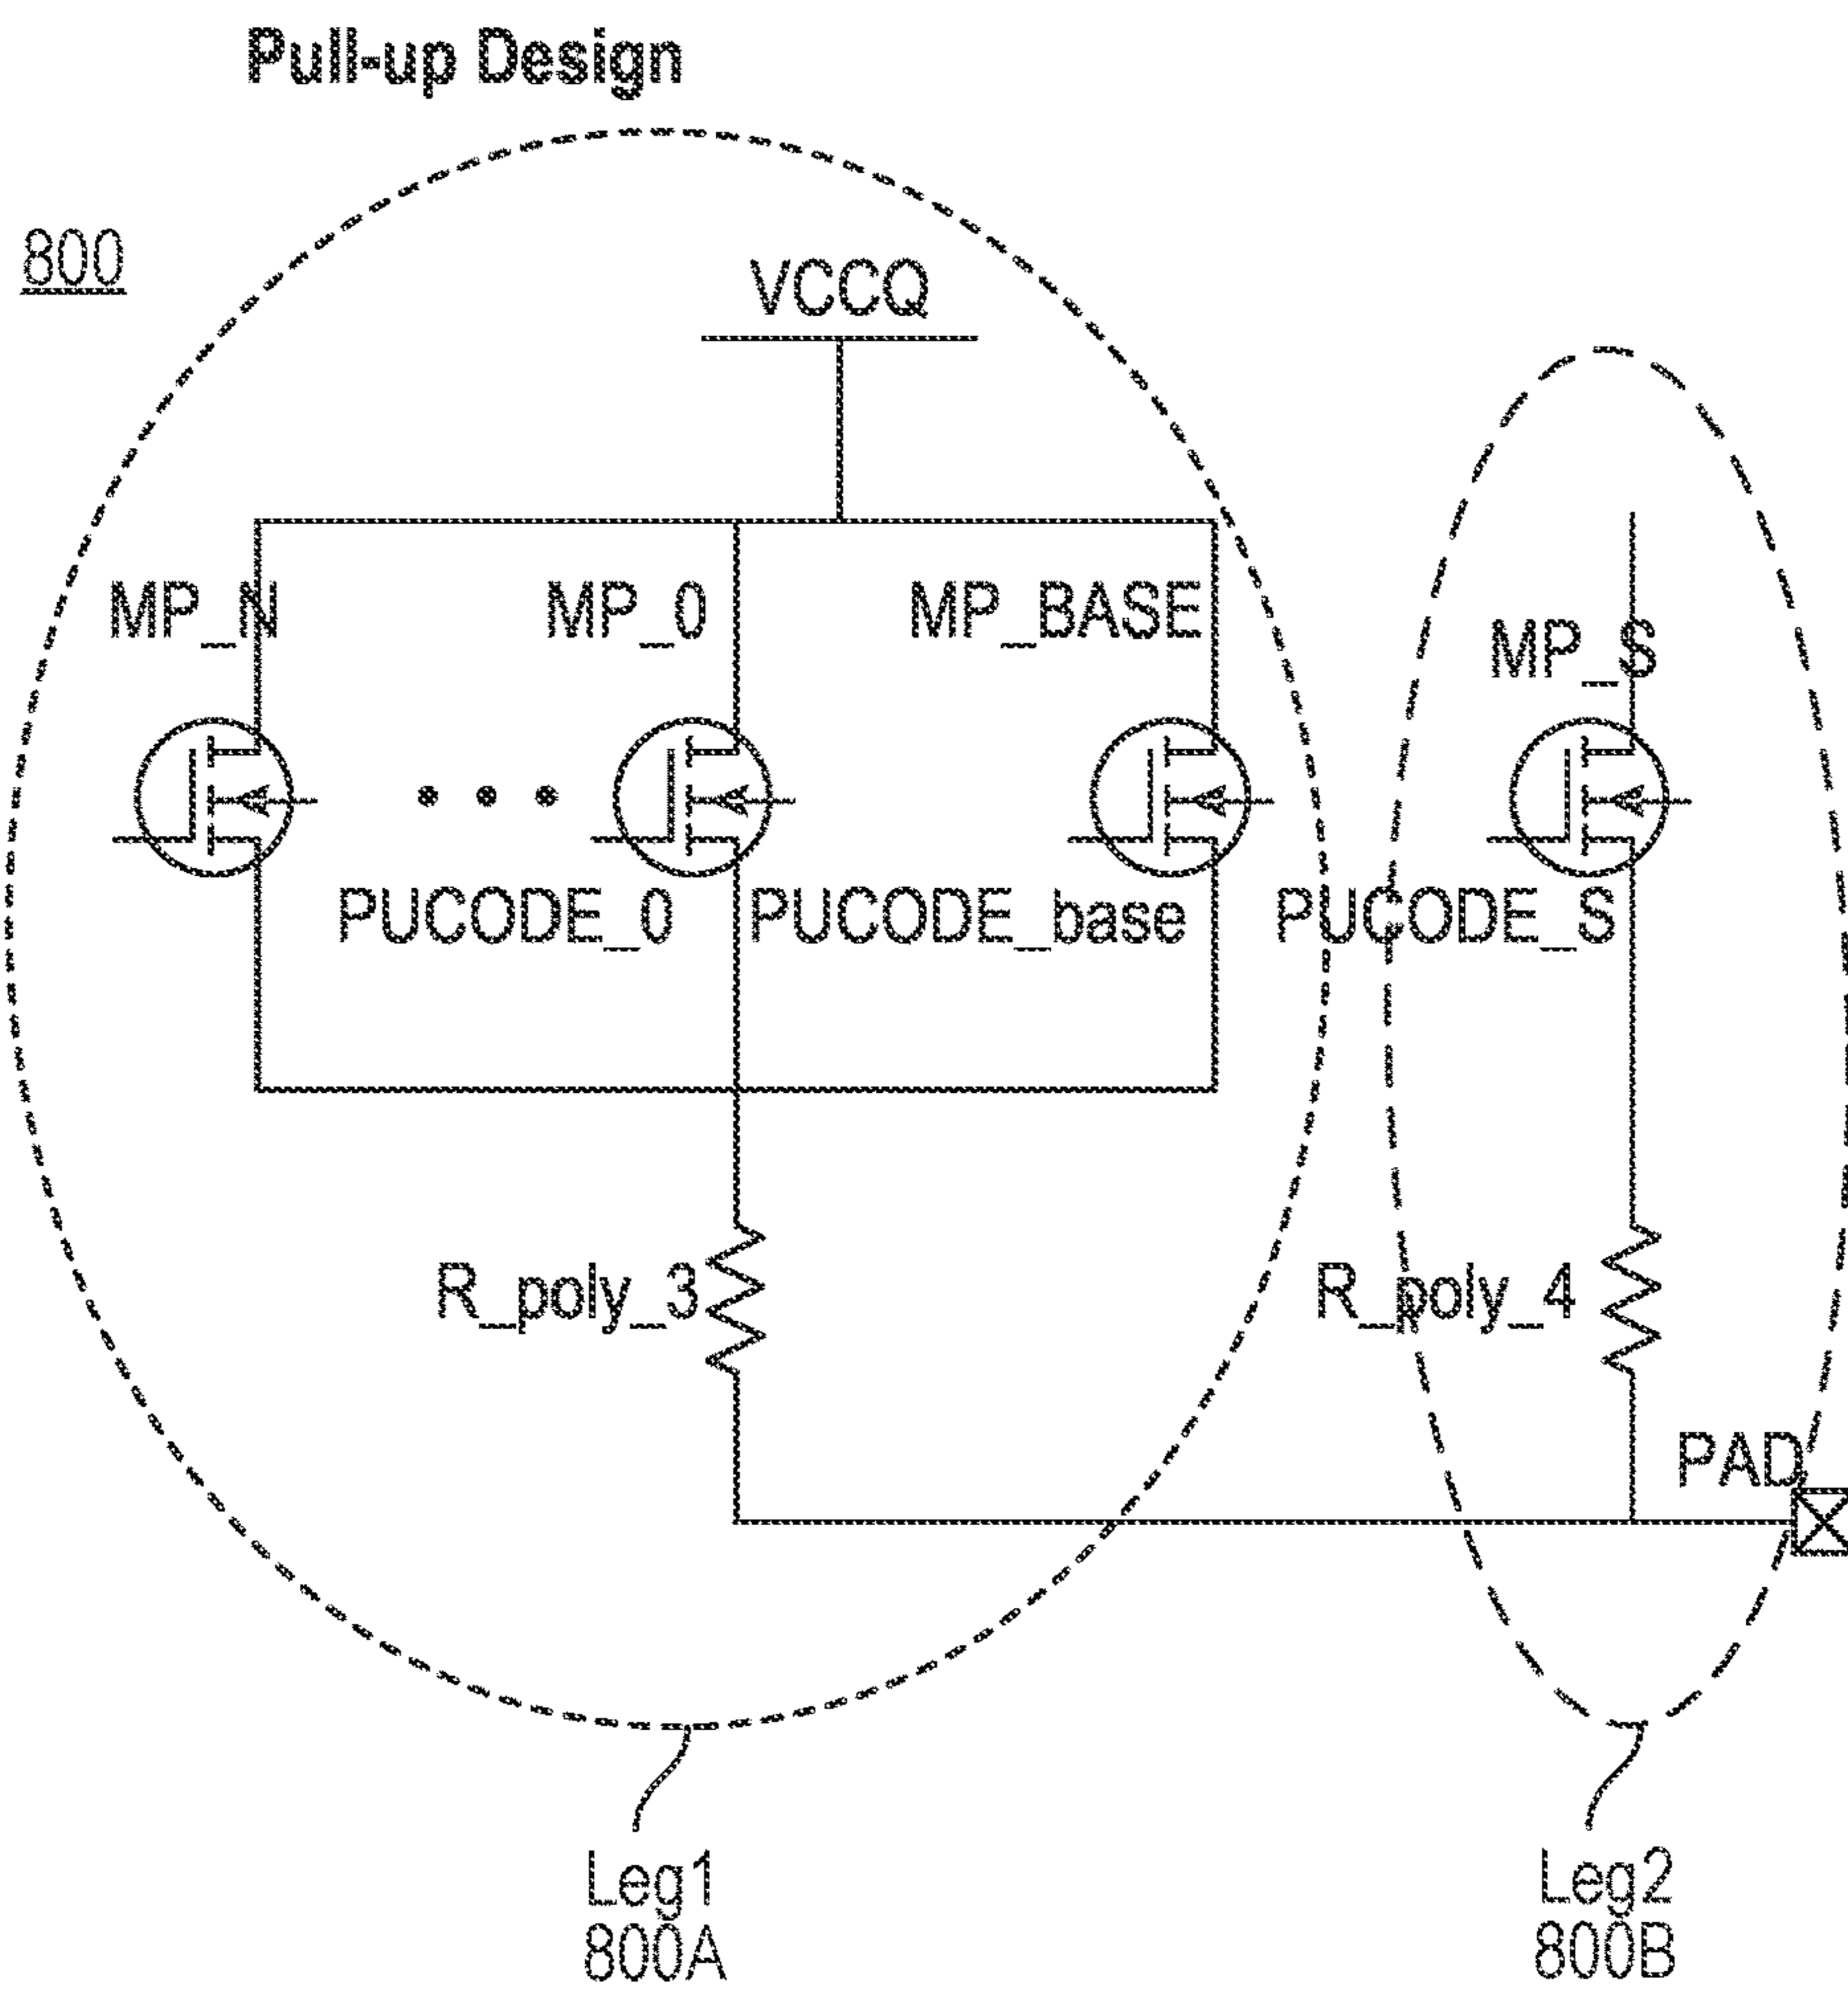 Pull-up Design
800
VCCQ
MP_N MP_0 MP_BASE MP_S
PUCODE_0 PUCODE_base PUCODE_S
R_poly_3 R_poly_4
PAD
Leg1 Leg2
800A 800B